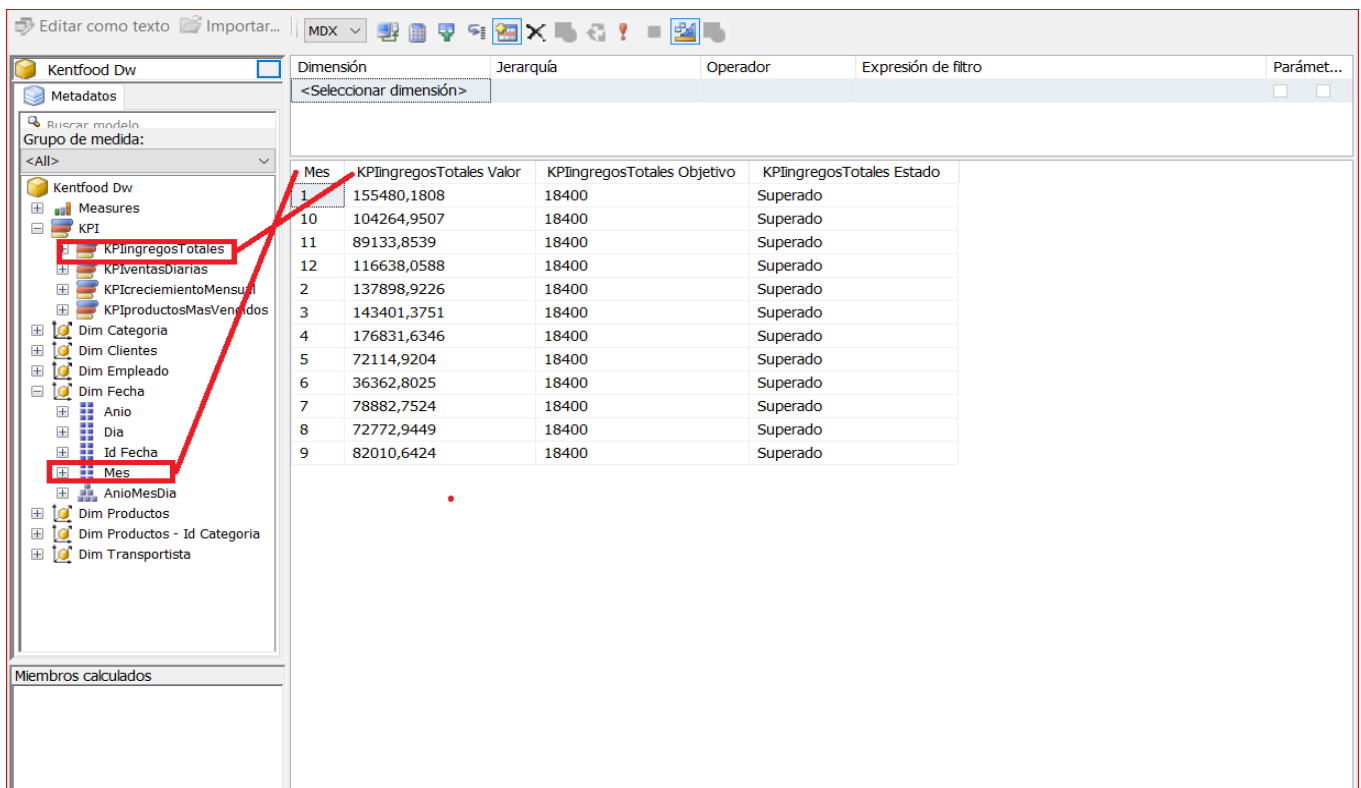 Editar como texto Importar... MDX
Kentfood Dw
Metadatos
Buscar modelo
Grupo de medida:
<All>
Kentfood Dw
Measures
KPI
KPIingregosTotales
KPIventasDiarias
KPIcreciemientoMensual
KPIproductosMasVendidos
Dim Categoria
Dim Clientes
Dim Empleado
Dim Fecha
Anio
Dia
Id Fecha
Mes
AnioMesDia
Dim Productos
Dim Productos - Id Categoria
Dim Transportista
Miembros calculados
Dimensión Jerarquía Operador Expresión de filtro Parámet...
<Seleccionar dimensión>
Mes KPIingregosTotales Valor KPIingregosTotales Objetivo KPIingregosTotales Estado
1 155480,1808 18400 Superado
10 104264,9507 18400 Superado
11 89133,8539 18400 Superado
12 116638,0588 18400 Superado
2 137898,9226 18400 Superado
3 143401,3751 18400 Superado
4 176831,6346 18400 Superado
5 72114,9204 18400 Superado
6 36362,8025 18400 Superado
7 78882,7524 18400 Superado
8 72772,9449 18400 Superado
9 82010,6424 18400 Superado